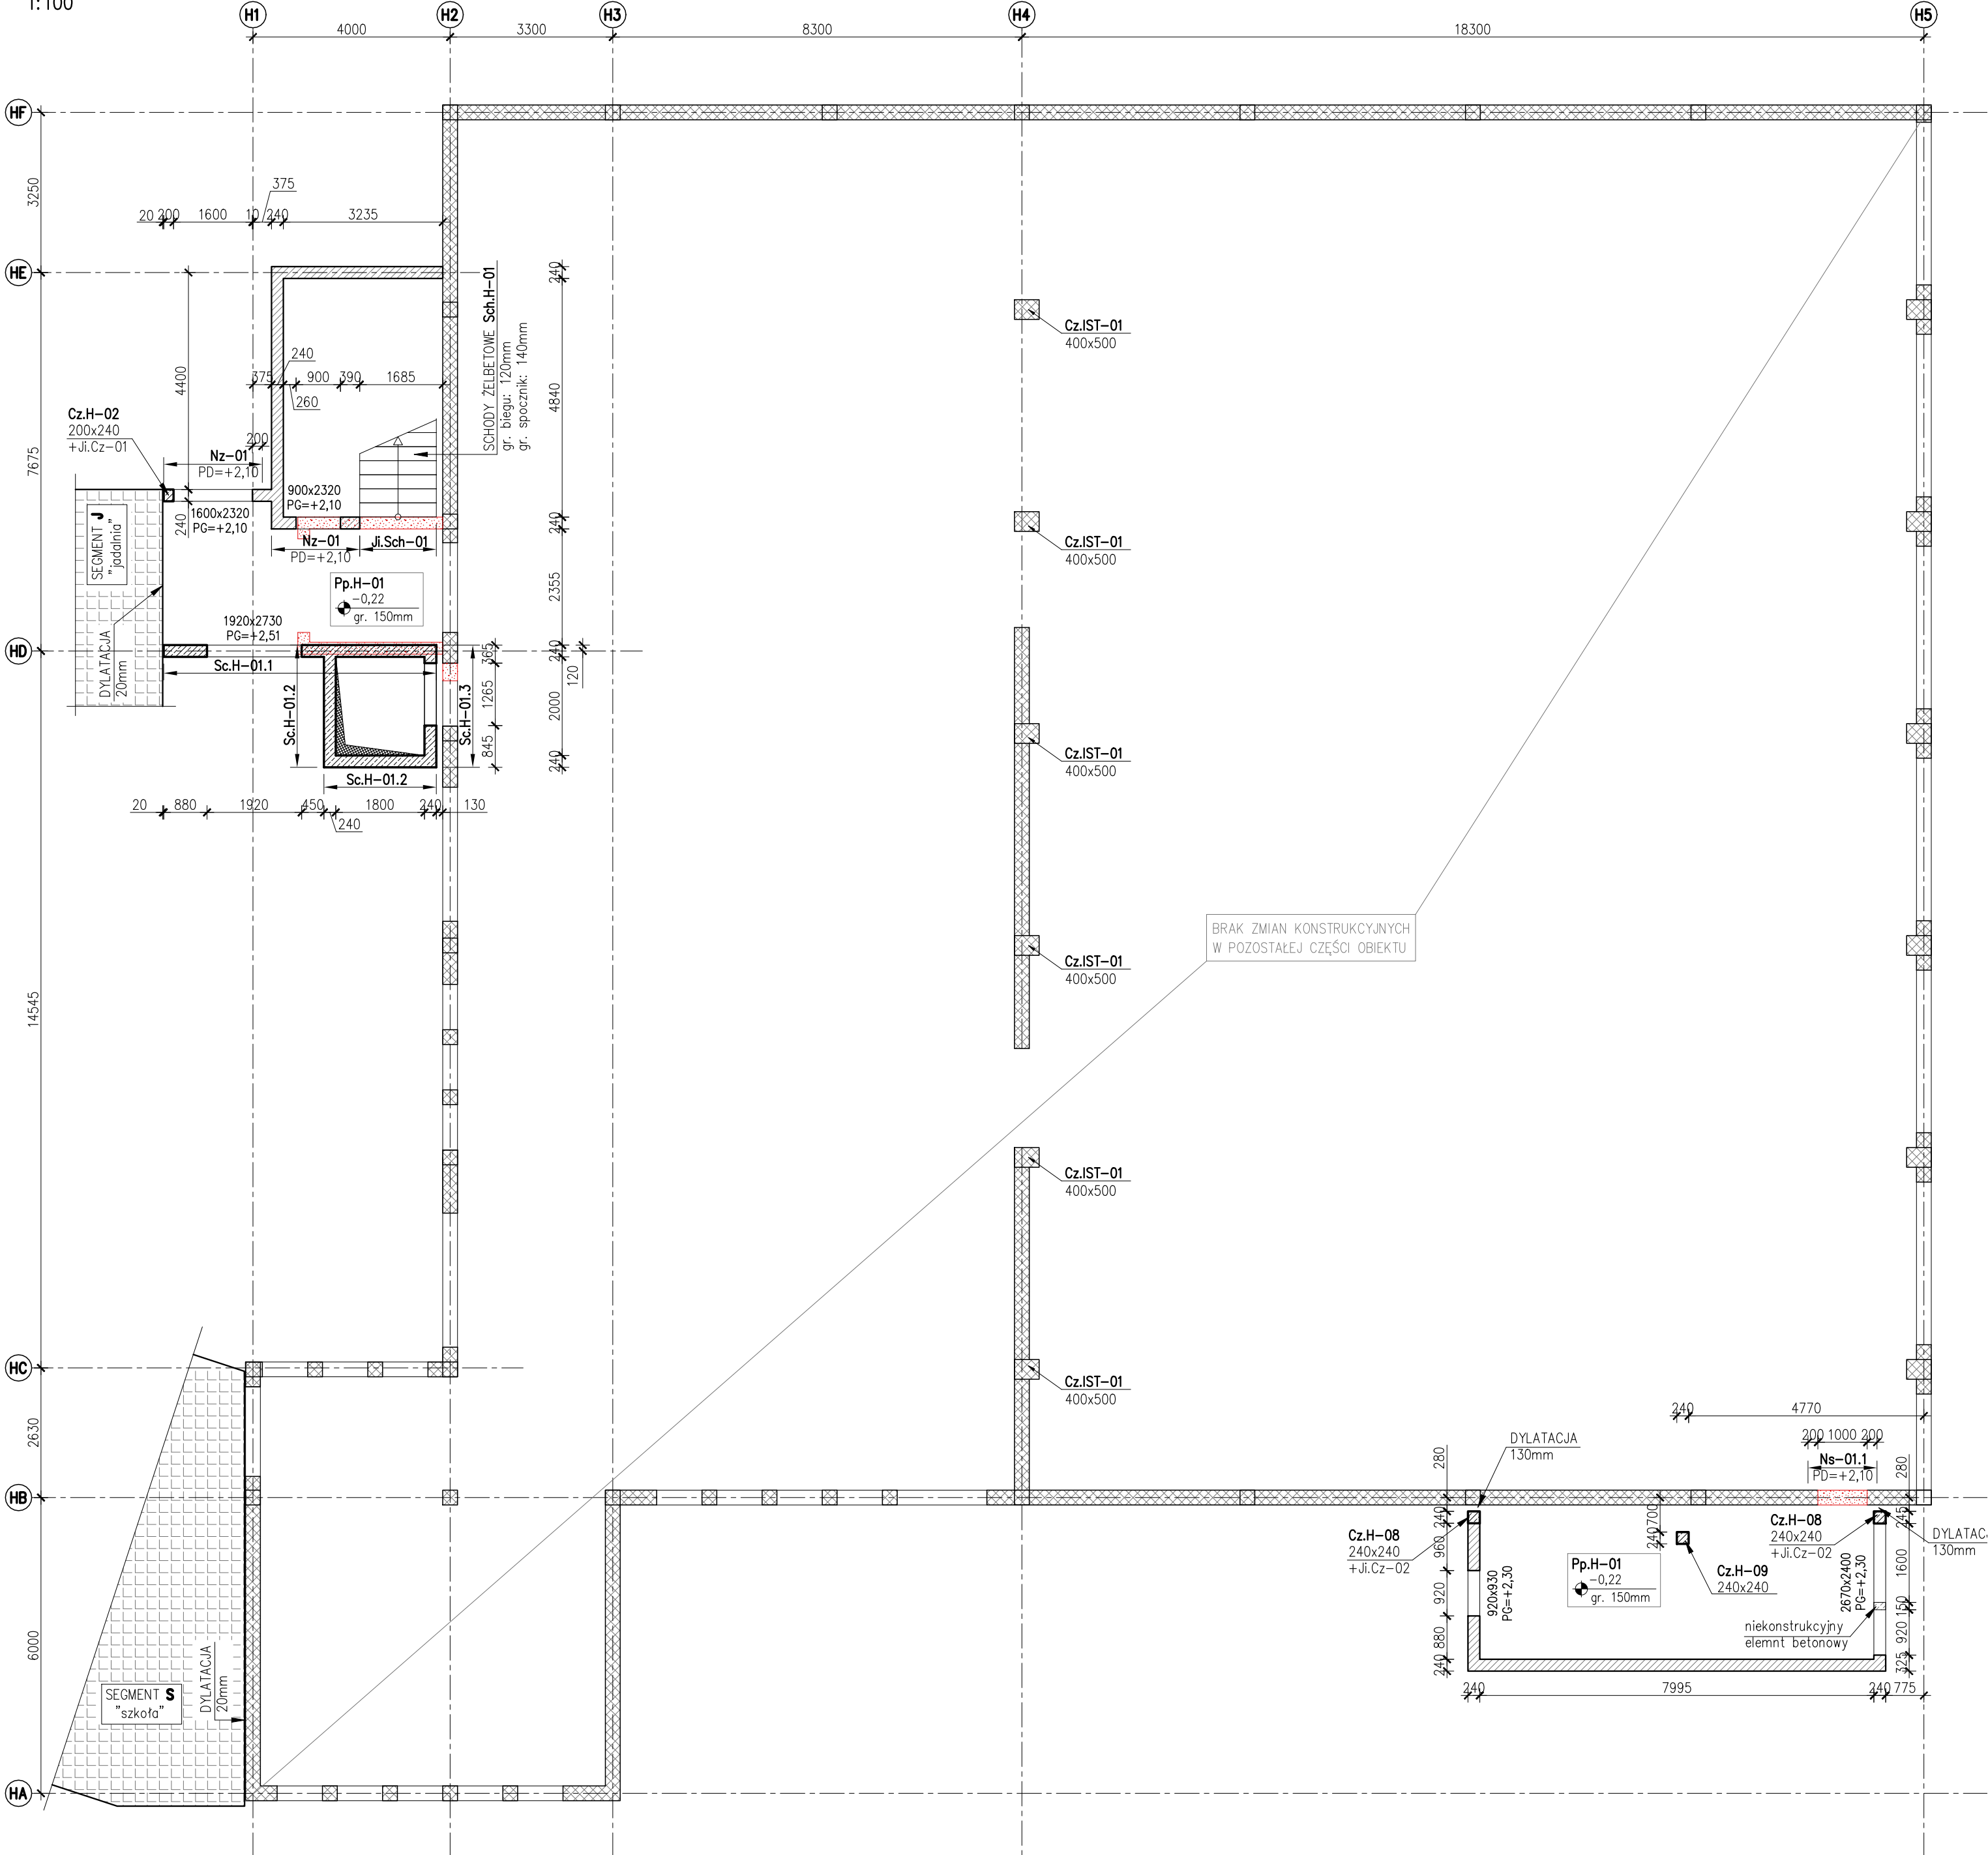 1:100
H1
H2
H3
H4
H5
4000
3300
8300
18300
HF
HE
HD
HC
HB
HA
3250
7675
14545
2630
6000
375
20 200 1600 10 240 3235
4400
240
240
375 900 390 1685
260
200
Cz.H-02
200x240
+Ji.Cz-01
Nz-01
PD=+2,10
1600x2320
PG=+2,10
900x2320
PG=+2,10
Nz-01
PD=+2,10
Ji.Sch-01
SCHODY ŻELBETOWE Sch.H-01
gr. biegu: 120mm
gr. spocznik: 140mm
240
4840
240
2355
240
120
2000
240
SEGMENT J
"jadalnia"
DYLATACJA
20mm
Pp.H-01
-0,22
gr. 150mm
1920x2730
PG=+2,51
Sc.H-01.1
Sc.H-01.2
Sc.H-01.3
365
1265
845
Sc.H-01.2
20 880 1920 450 1800 240 130
240
Cz.IST-01
400x500
Cz.IST-01
400x500
Cz.IST-01
400x500
Cz.IST-01
400x500
Cz.IST-01
400x500
Cz.IST-01
400x500
BRAK ZMIAN KONSTRUKCYJNYCH
W POZOSTAŁEJ CZĘŚCI OBIEKTU
SEGMENT S
"szkoła"
DYLATACJA
20mm
240 4770
200 1000 200
Ns-01.1
PD=+2,10
DYLATACJA
130mm
280
240
960
920
880
240
Cz.H-08
240x240
+Ji.Cz-02
920x930
PG=+2,30
700
240
Pp.H-01
-0,22
gr. 150mm
Cz.H-09
240x240
Cz.H-08
240x240
+Ji.Cz-02
2670x2400
PG=+2,30
niekonstrukcyjny
elemnt betonowy
280
245
1600
150
920
325
DYLATAC
130mm
240 7995 240 775